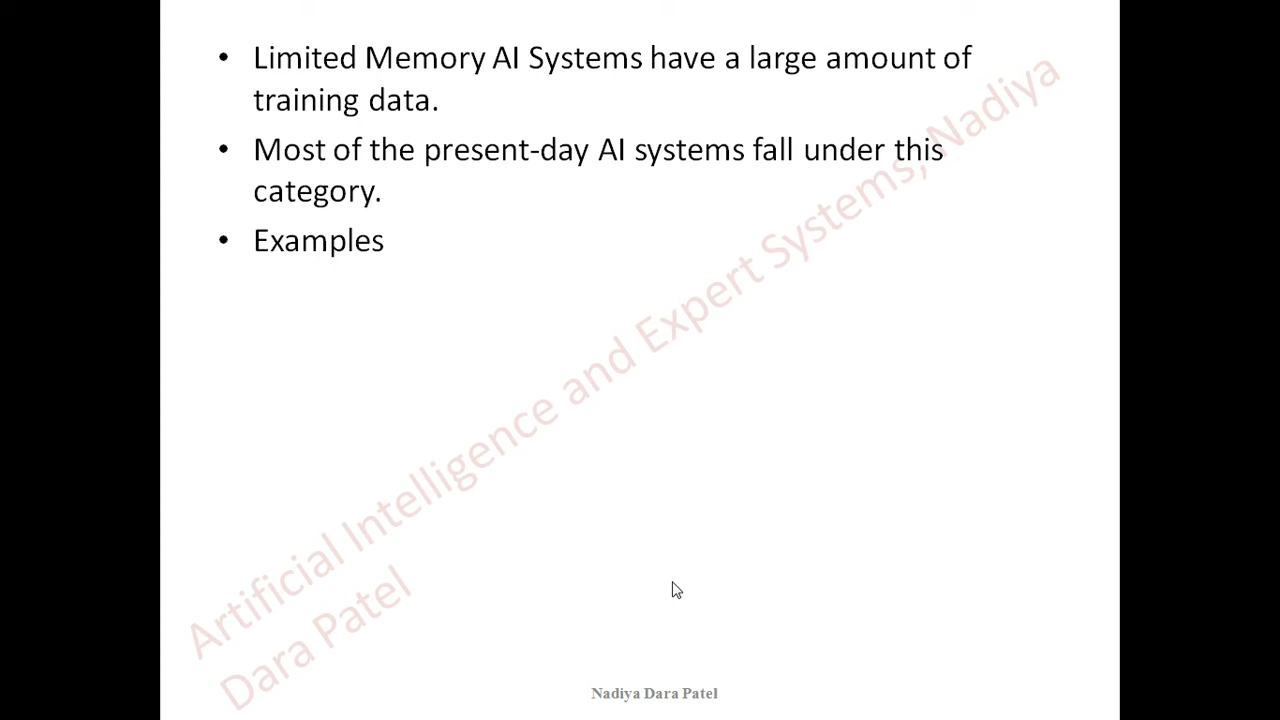 • Limited Memory AI Systems have a large amount of
training data.
• Most of the present-day AI systems fall under this
category.
• Examples
Artificial Intelligence and Expert Systems, Nadiya
Dara Patel
Nadiya Dara Patel